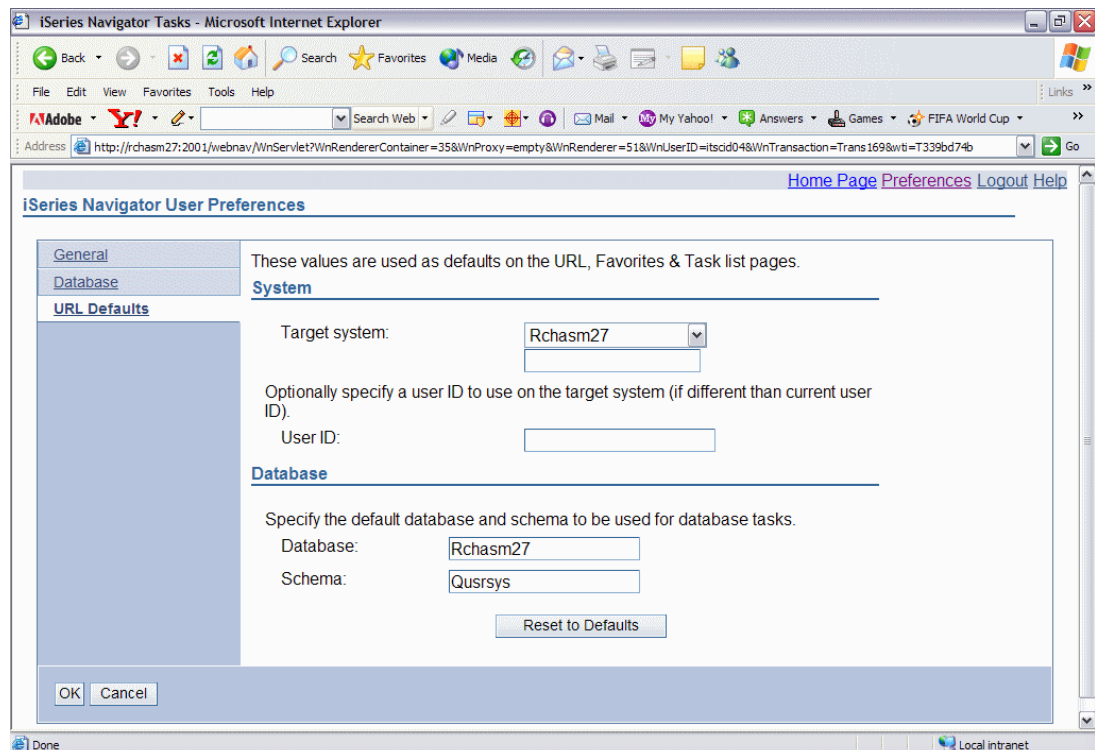 iSeries Navigator Tasks - Microsoft Internet Explorer
Back Search Favorites Media
File Edit View Favorites Tools Help Links »
Adobe Y! Search Web Mail My My Yahoo! Answers Games FIFA World Cup »
Address http://rchasm27:2001/webnav/WnServlet?WnRendererContainer=35&WnProxy=empty&WnRenderer=51&WnUserID=itscid04&WnTransaction=Trans169&wti=T339bd74b Go
Home Page Preferences Logout Help
iSeries Navigator User Preferences
General
Database
URL Defaults
These values are used as defaults on the URL, Favorites & Task list pages.
System
Target system: Rchasm27
Optionally specify a user ID to use on the target system (if different than current user
ID).
User ID:
Database
Specify the default database and schema to be used for database tasks.
Database: Rchasm27
Schema: Qusrsys
Reset to Defaults
OK Cancel
Done Local intranet